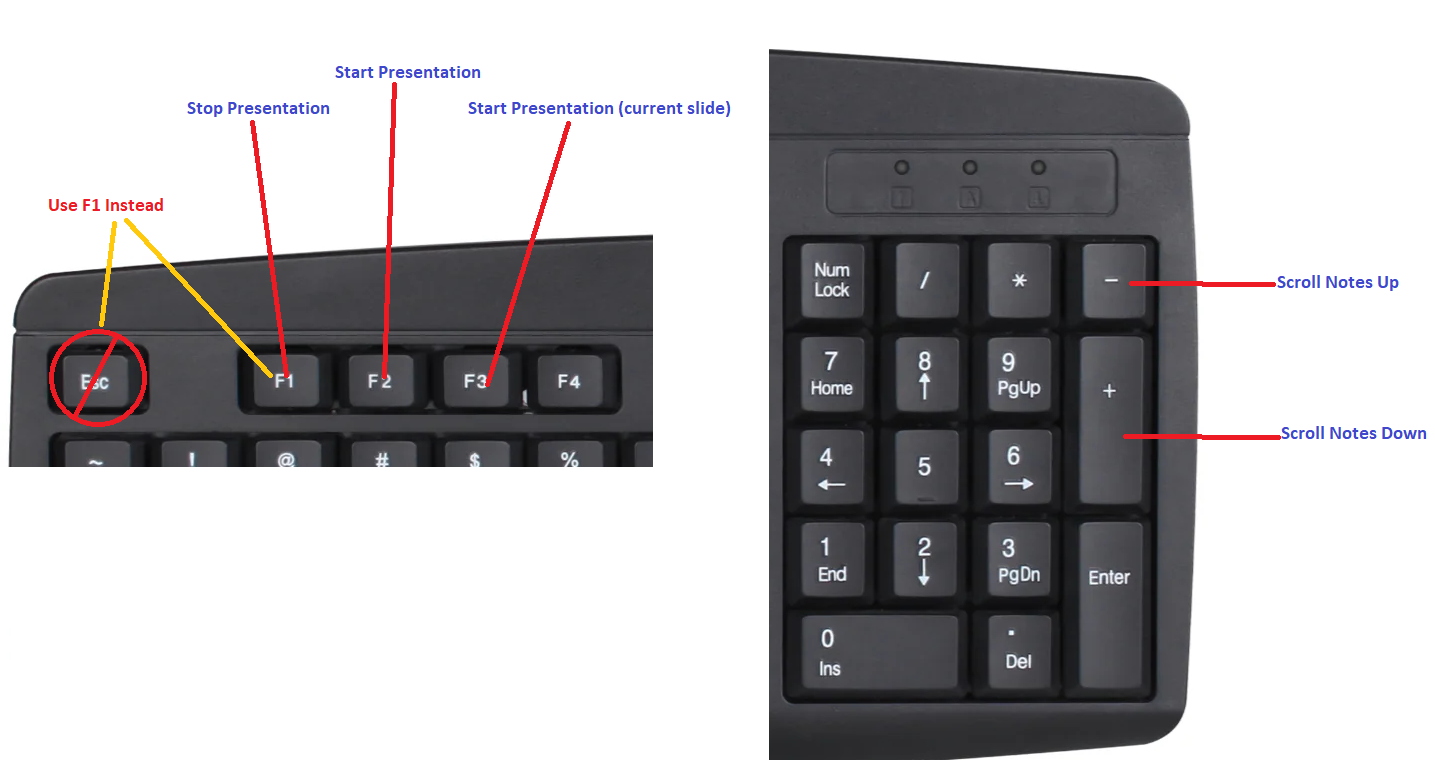 Start Presentation
Stop Presentation
Start Presentation (current slide)
Use F1 Instead
Esc
F1
F2
F3
F4
~
!
@
#
$
%
Num
Lock
/
*
−
Scroll Notes Up
7
Home
8
↑
9
PgUp
+
Scroll Notes Down
4
←
5
6
→
1
End
2
↓
3
PgDn
Enter
0
Ins
.
Del